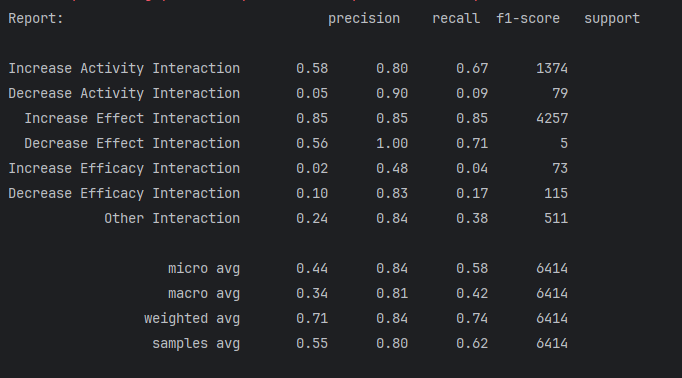 Report: precision recall f1-score support
Increase Activity Interaction 0.58 0.80 0.67 1374
Decrease Activity Interaction 0.05 0.90 0.09 79
Increase Effect Interaction 0.85 0.85 0.85 4257
Decrease Effect Interaction 0.56 1.00 0.71 5
Increase Efficacy Interaction 0.02 0.48 0.04 73
Decrease Efficacy Interaction 0.10 0.83 0.17 115
Other Interaction 0.24 0.84 0.38 511
micro avg 0.44 0.84 0.58 6414
macro avg 0.34 0.81 0.42 6414
weighted avg 0.71 0.84 0.74 6414
samples avg 0.55 0.80 0.62 6414